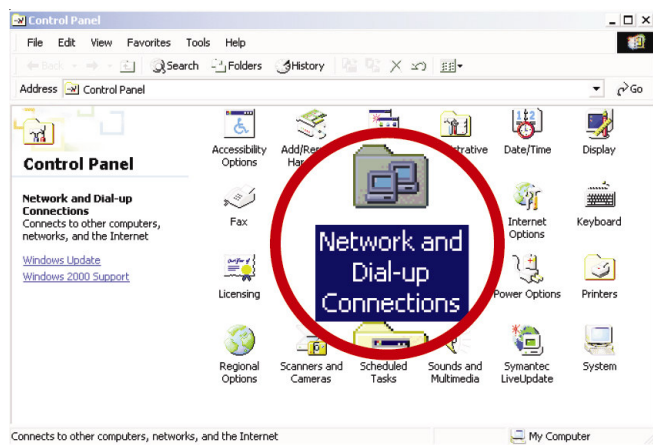 Control Panel
File Edit View Favorites Tools Help
Back Search Folders History
Address Control Panel Go
Control Panel
Network and Dial-up
Connections
Connects to other computers,
networks, and the Internet
Windows Update
Windows 2000 Support
Accessibility
Options
Date/Time
Display
Fax
Network and
Dial-up
Connections
Internet
Options
Keyboard
Licensing
Power Options
Printers
Regional
Options
Scanners and
Cameras
Scheduled
Tasks
Sounds and
Multimedia
Symantec
LiveUpdate
System
Connects to other computers, networks, and the Internet
My Computer